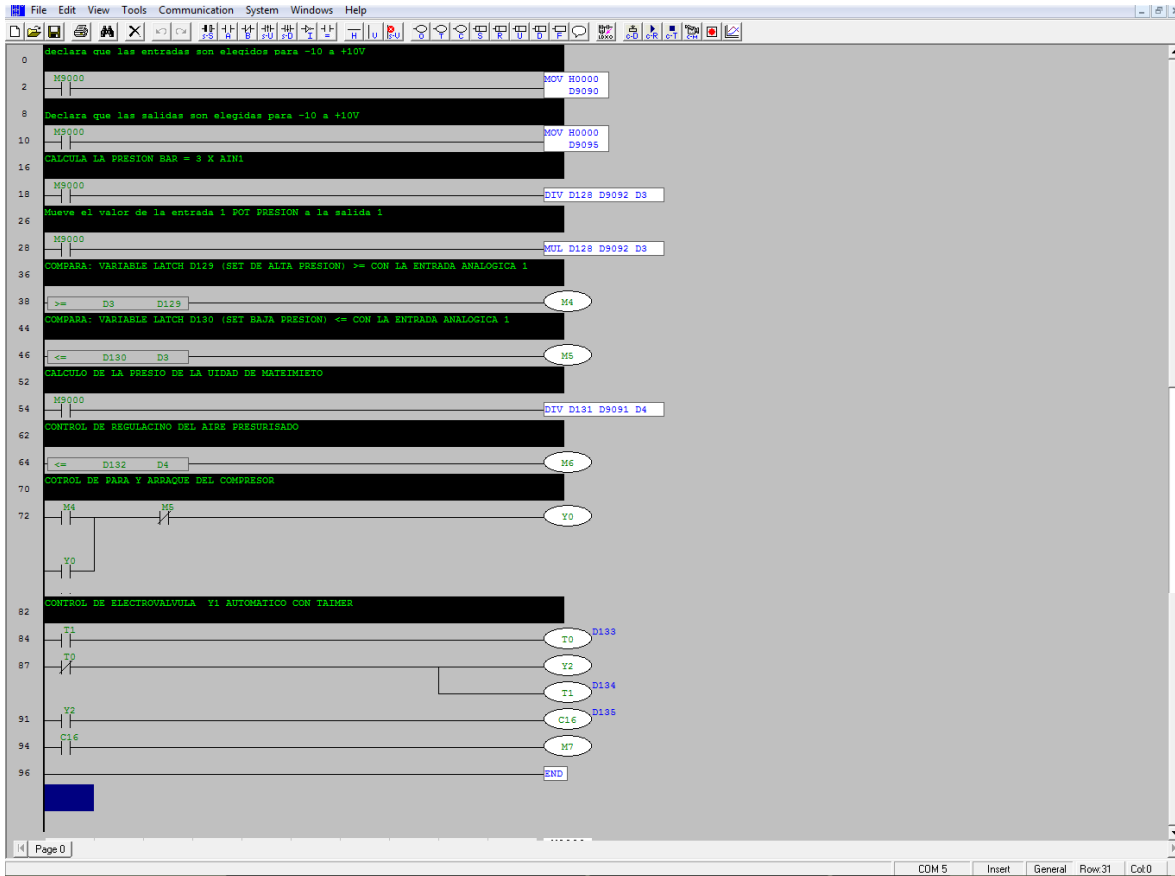 File Edit View Tools Communication System Windows Help
declara que las entradas son elegidos para -10 a +10V
0
M9000
2
MOV H0000
D9090
8
Declara que las salidas son elegidas para -10 a +10V
M9000
10
MOV H0000
D9095
CALCULA LA PRESION BAR = 3 X AIN1
16
M9000
18
DIV D128 D9092 D3
Mueve el valor de la entrada 1 POT PRESION a la salida 1
26
M9000
28
MUL D128 D9092 D3
COMPARA: VARIABLE LATCH D129 (SET DE ALTA PRESION) >= CON LA ENTRADA ANALOGICA 1
36
38 >= D3 D129 M4
COMPARA: VARIABLE LATCH D130 (SET BAJA PRESION) <= CON LA ENTRADA ANALOGICA 1
44
46 <= D130 D3 M5
CALCULO DE LA PRESIO DE LA UIDAD DE MATEIMIETO
52
M9000
54
DIV D131 D9091 D4
CONTROL DE REGULACINO DEL AIRE PRESURISADO
62
64 <= D132 D4 M6
COTROL DE PARA Y ARRAQUE DEL COMPRESOR
70
M4 M5
72 Y0
Y0
CONTROL DE ELECTROVALVULA Y1 AUTOMATICO CON TAIMER
82
T1
84 T0 D133
T0
87 Y2
T1 D134
Y2
91 C16 D135
C16
94 M7
96 END
Page 0
COM 5 Insert General Row:31 Col:0